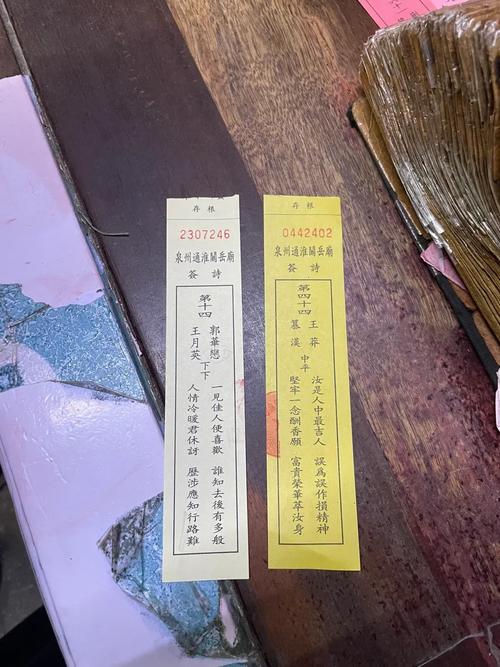 存根
2307246
泉州通淮關岳廟
簽詩
第十四
郭華戀
王月英
下下
一見佳人便喜歡 誰知去後有多般
人情冷暖君休訝 歷涉應知行路難
存根
0442402
泉州通淮關岳廟
簽詩
第四十四
王莽
篡漢
中平
汝是人中最吉人 誤爲誤作損精神
堅牢一念酬香願 富貴榮華萃汝身